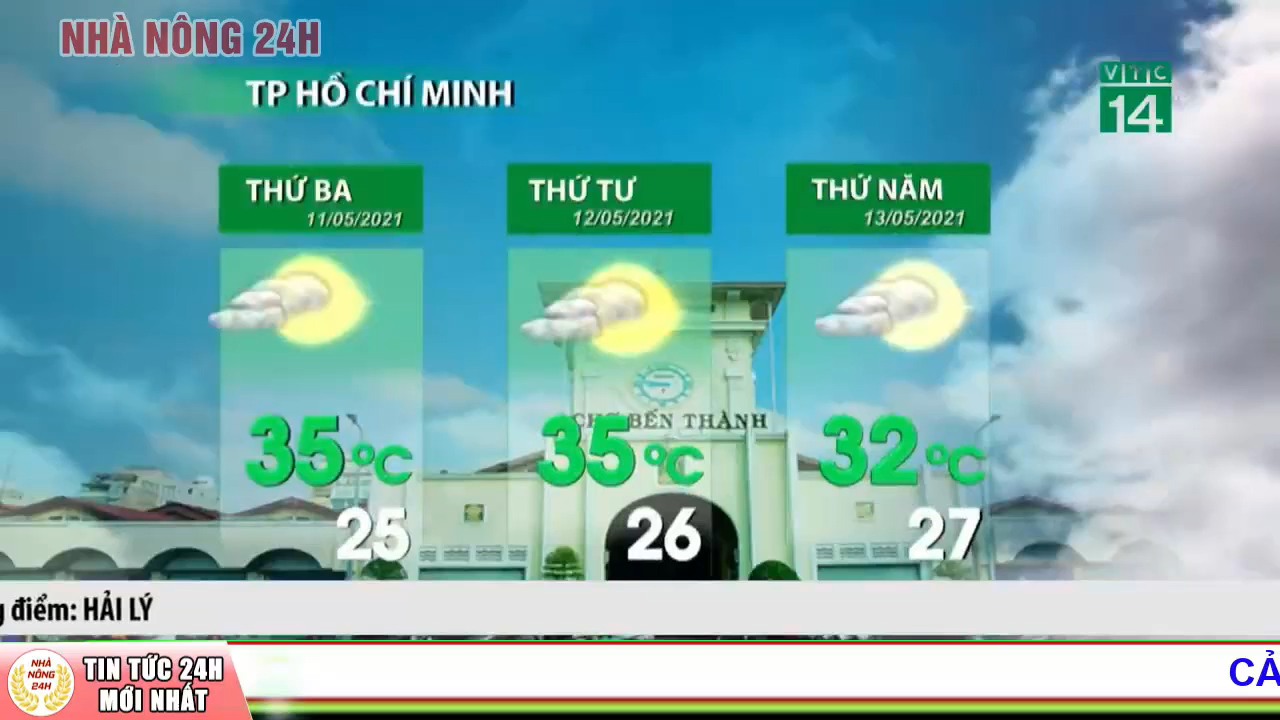 NHÀ NÔNG 24H
TP HỒ CHÍ MINH
VTC
14
THỨ BA
11/05/2021
THỨ TƯ
12/05/2021
THỨ NĂM
13/05/2021
CHỢ BẾN THÀNH
35°C
35°C
32°C
25
26
27
điểm: HẢI LÝ
NHÀ
NÔNG
24H
TIN TỨC 24H
MỚI NHẤT